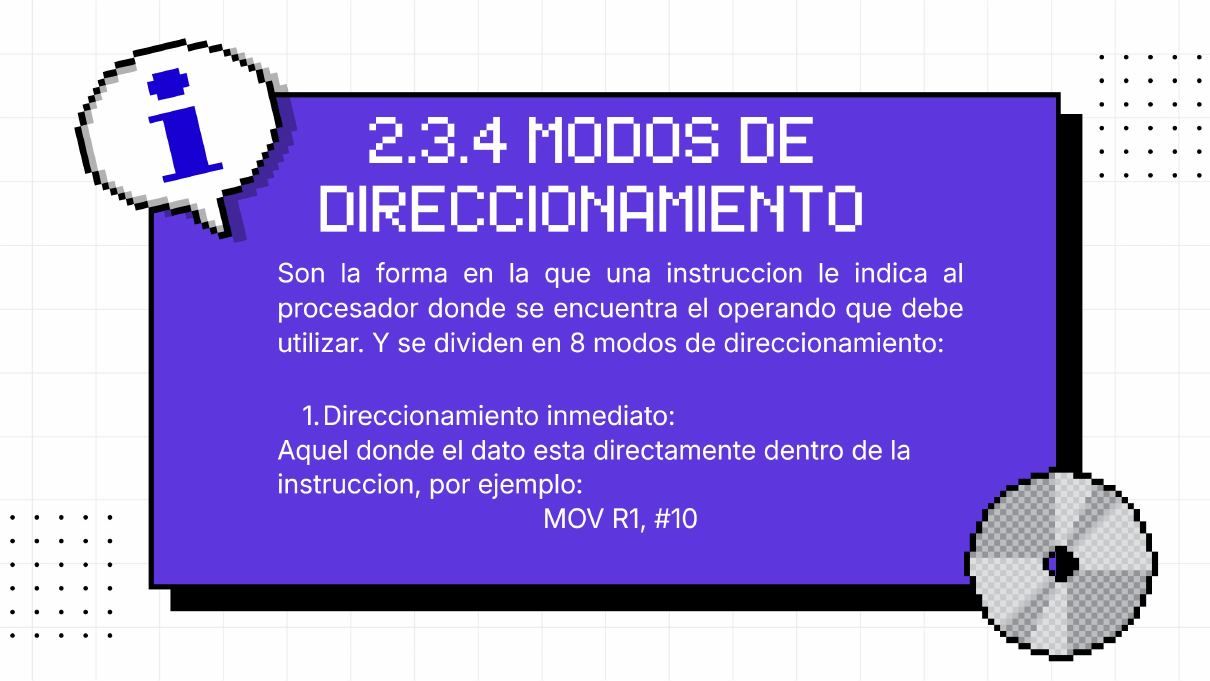 2.3.4 MODOS DE
DIRECCIONAMIENTO
Son la forma en la que una instruccion le indica al
procesador donde se encuentra el operando que debe
utilizar. Y se dividen en 8 modos de direccionamiento:
1. Direccionamiento inmediato:
Aquel donde el dato esta directamente dentro de la
instruccion, por ejemplo:
MOV R1, #10